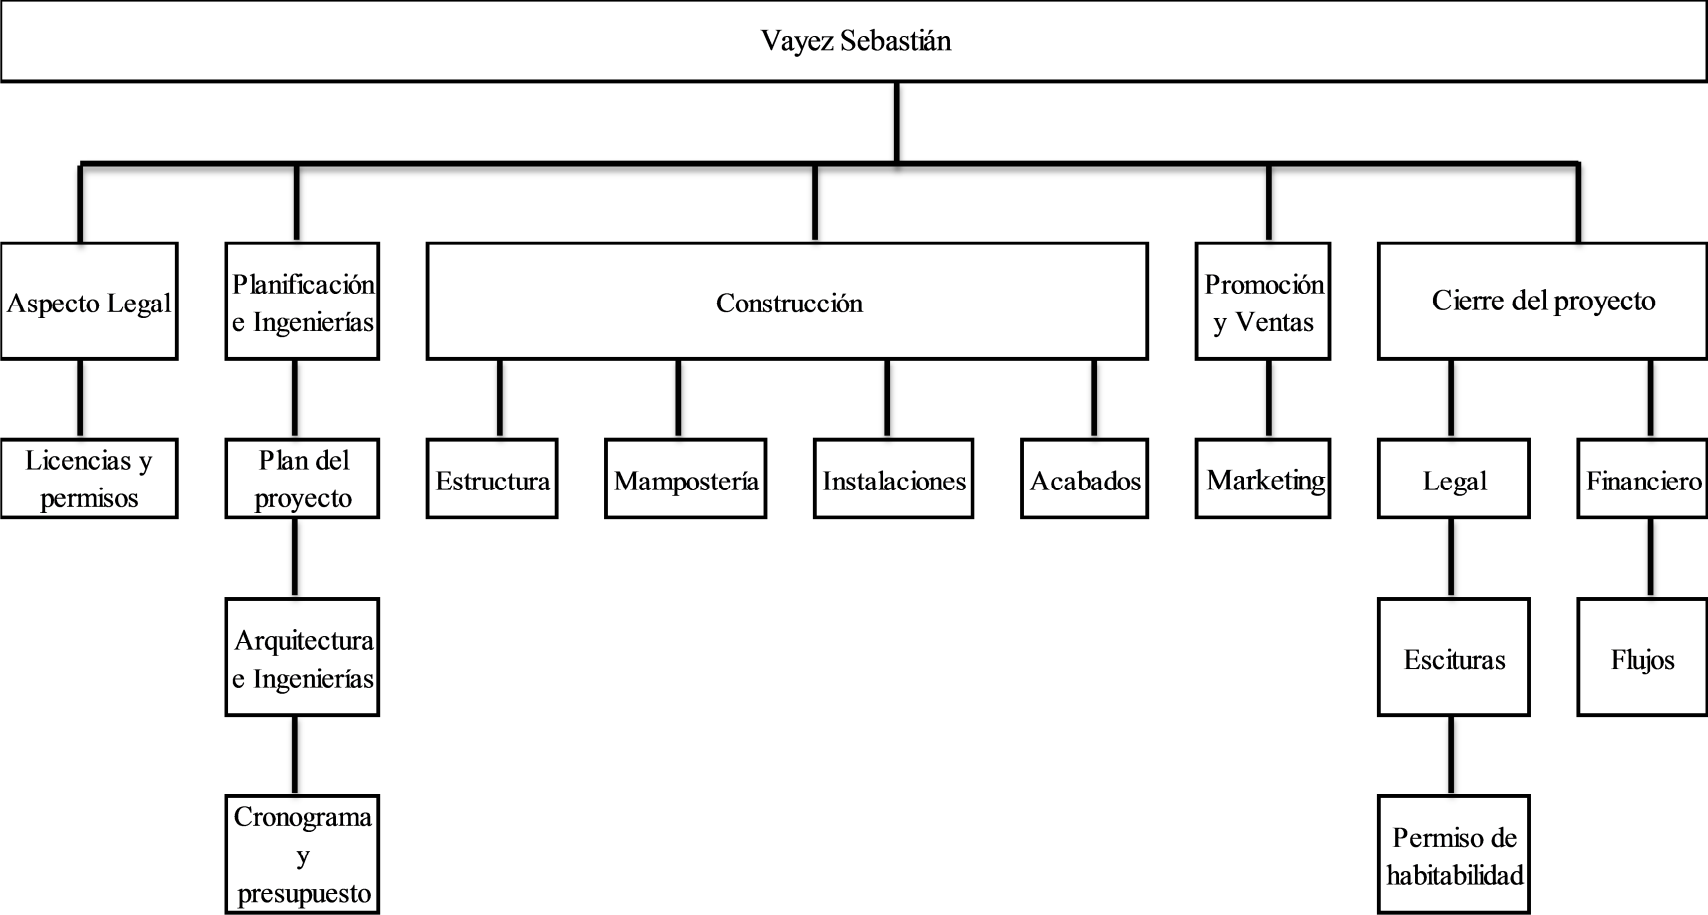 Vayez Sebastián
Aspecto Legal
Planificación
e Ingenierías
Construcción
Promoción
y Ventas
Cierre del proyecto
Licencias y
permisos
Plan del
proyecto
Estructura
Mampostería
Instalaciones
Acabados
Marketing
Legal
Financiero
Arquitectura
e Ingenierías
Escituras
Flujos
Cronograma
y
presupuesto
Permiso de
habitabilidad